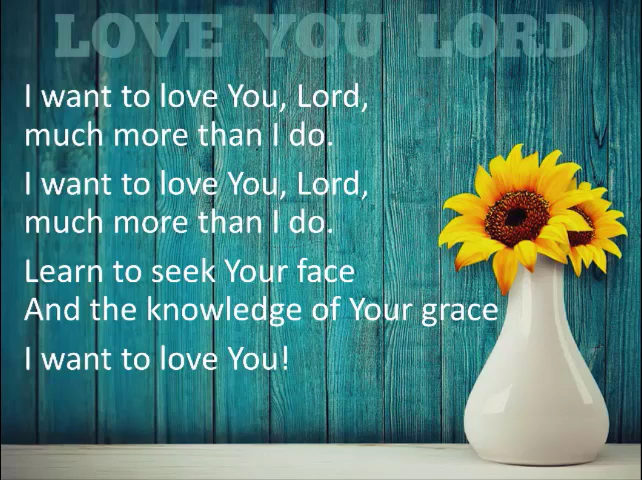 LOVE YOU LORD
I want to love You, Lord,
much more than I do.
I want to love You, Lord,
much more than I do.
Learn to seek Your face
And the knowledge of Your grace
I want to love You!